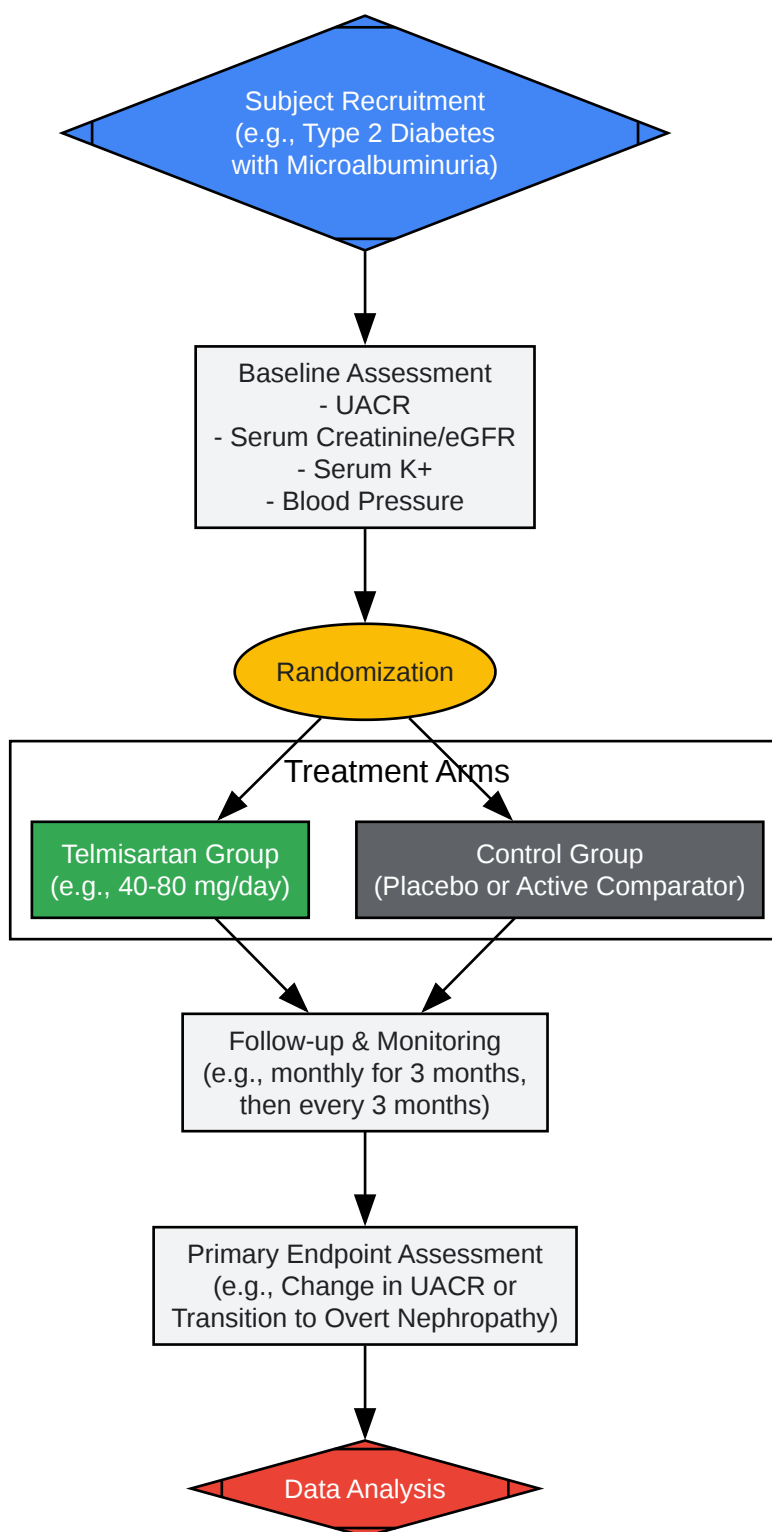 Subject Recruitment
(e.g., Type 2 Diabetes
with Microalbuminuria)
Baseline Assessment
- UACR
- Serum Creatinine/eGFR
- Serum K+
- Blood Pressure
Randomization
Treatment Arms
Telmisartan Group
(e.g., 40-80 mg/day)
Control Group
(Placebo or Active Comparator)
Follow-up & Monitoring
(e.g., monthly for 3 months,
then every 3 months)
Primary Endpoint Assessment
(e.g., Change in UACR or
Transition to Overt Nephropathy)
Data Analysis